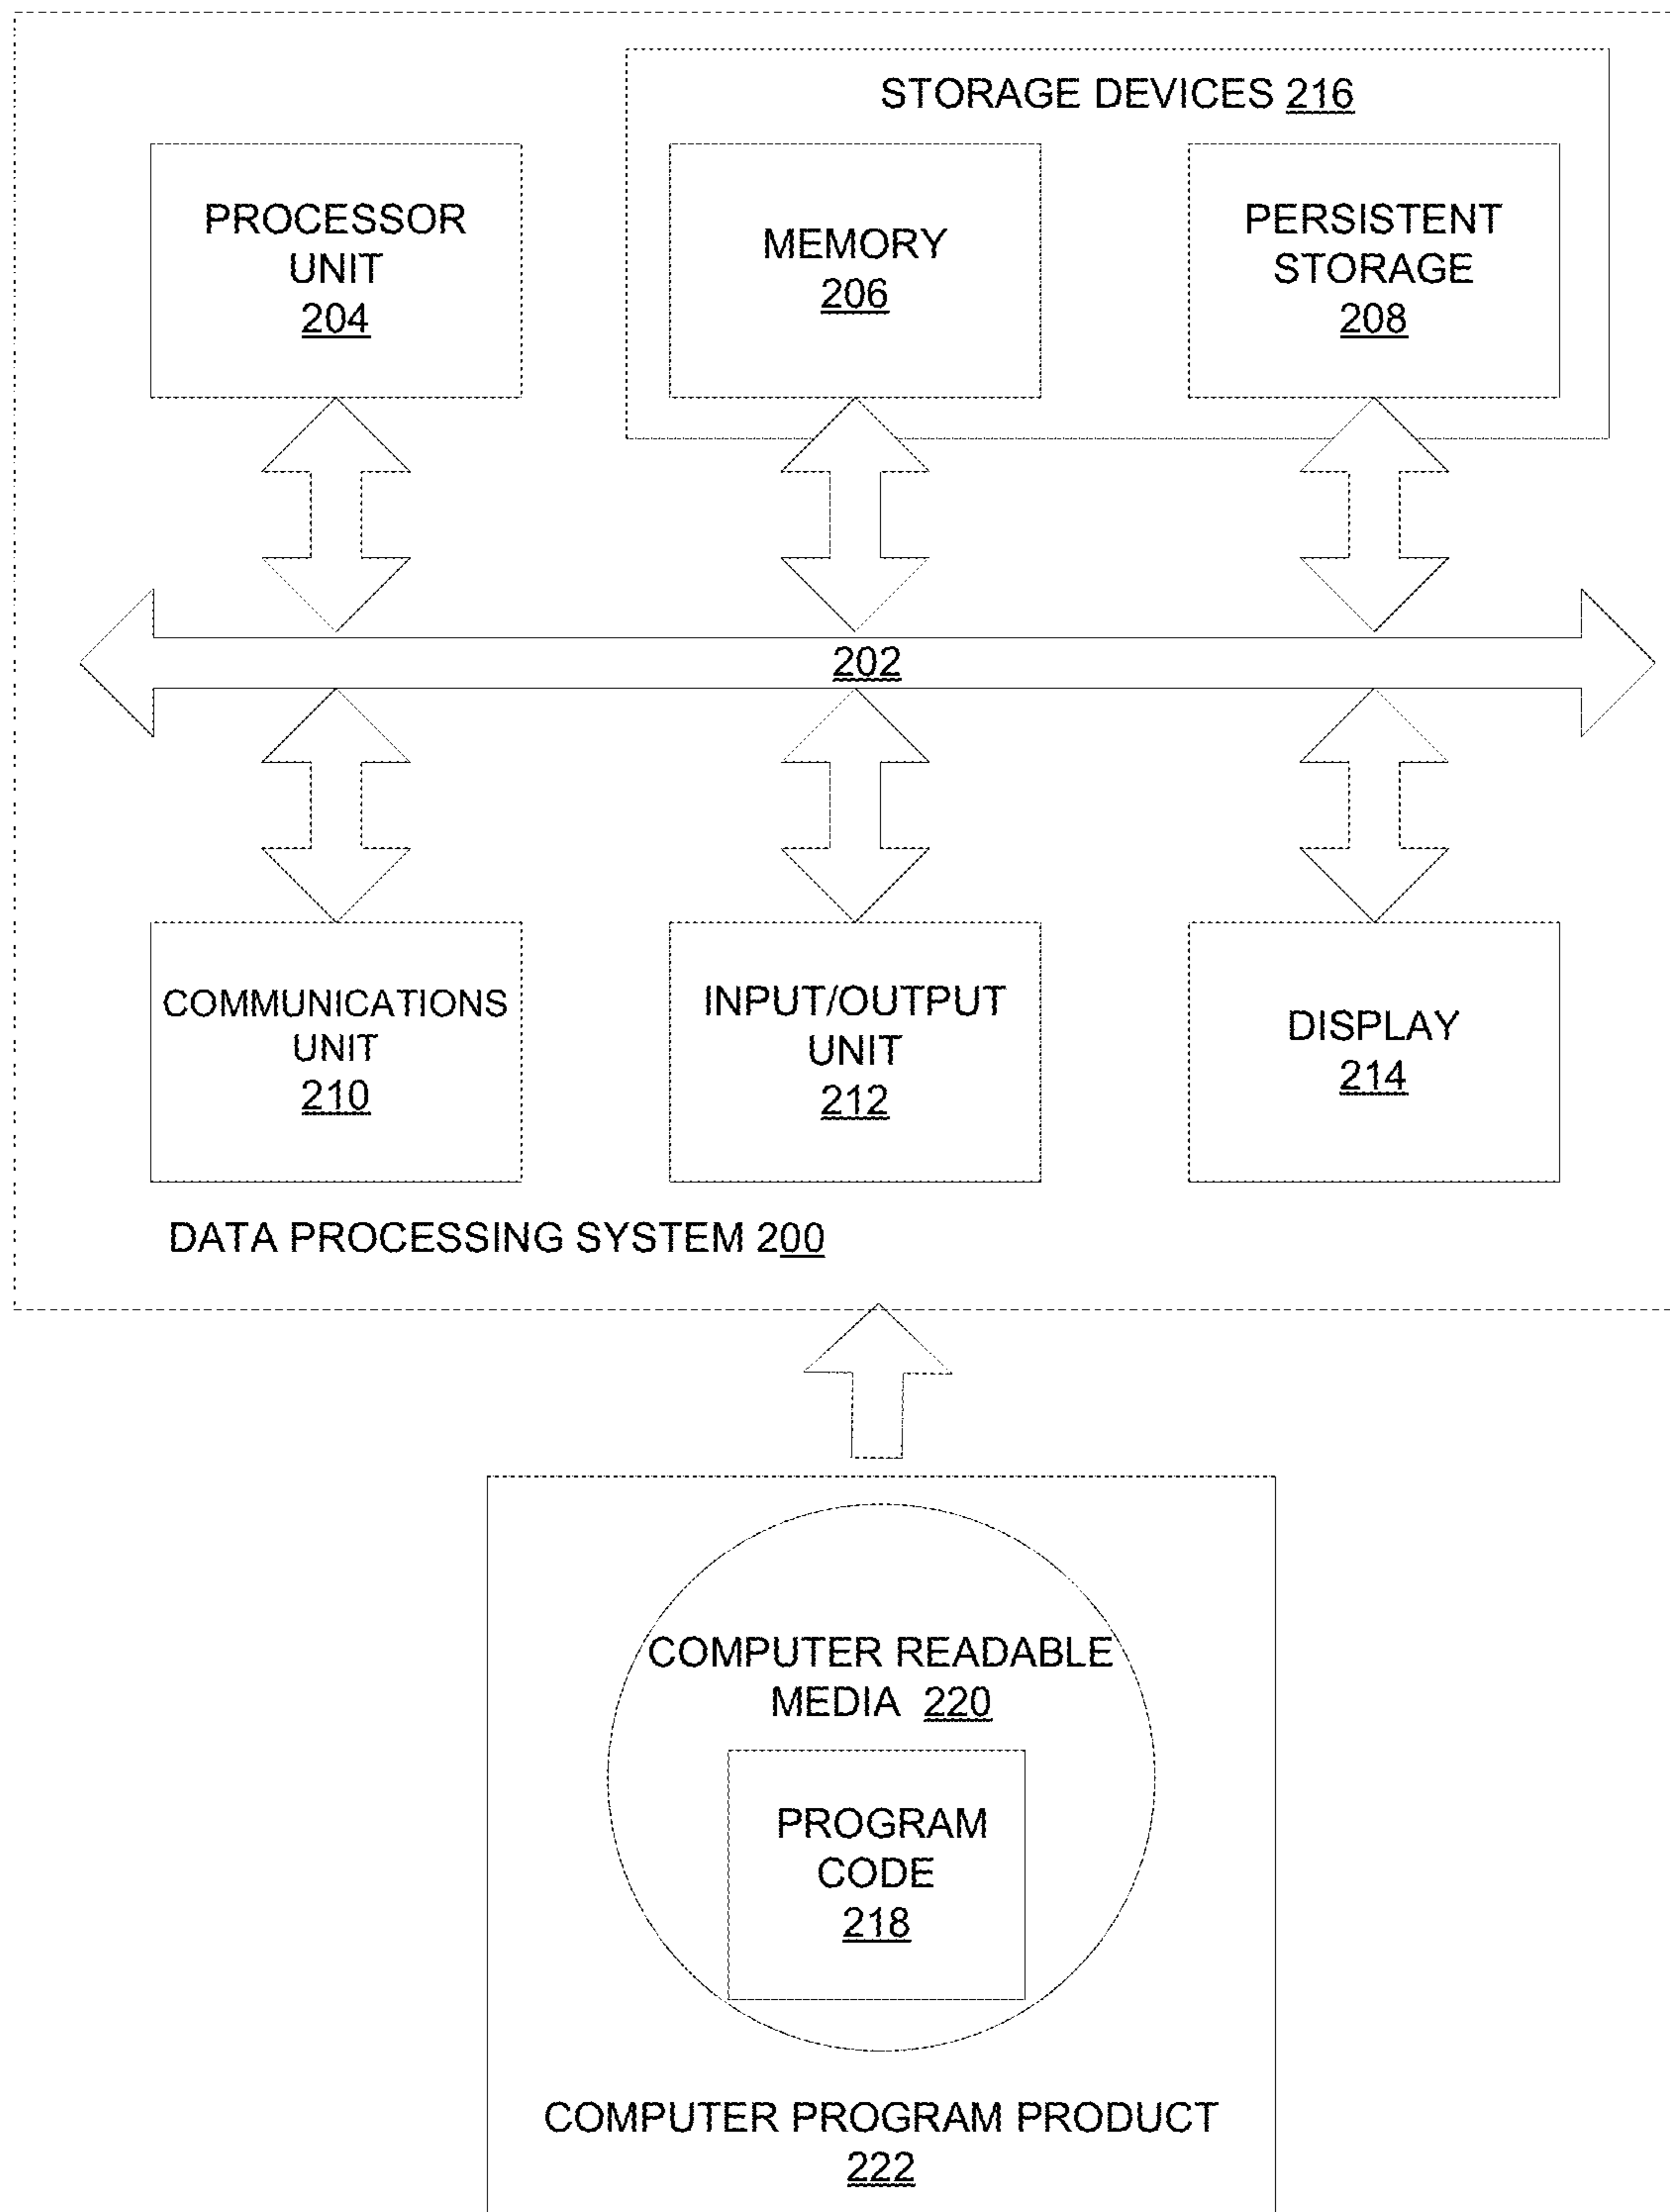 STORAGE DEVICES 216
PROCESSOR
UNIT
204
MEMORY
206
PERSISTENT
STORAGE
208
202
COMMUNICATIONS
UNIT
210
INPUT/OUTPUT
UNIT
212
DISPLAY
214
DATA PROCESSING SYSTEM 200
COMPUTER READABLE
MEDIA 220
PROGRAM
CODE
218
COMPUTER PROGRAM PRODUCT
222